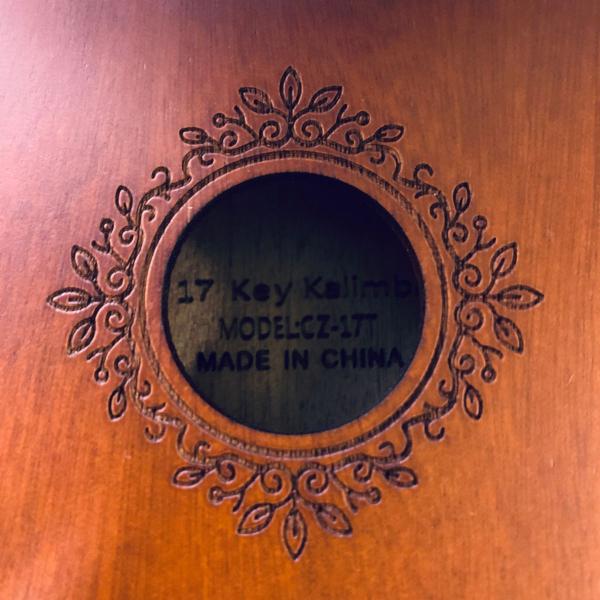 17 Key Kalimb
MODEL:CZ-17T
MADE IN CHINA